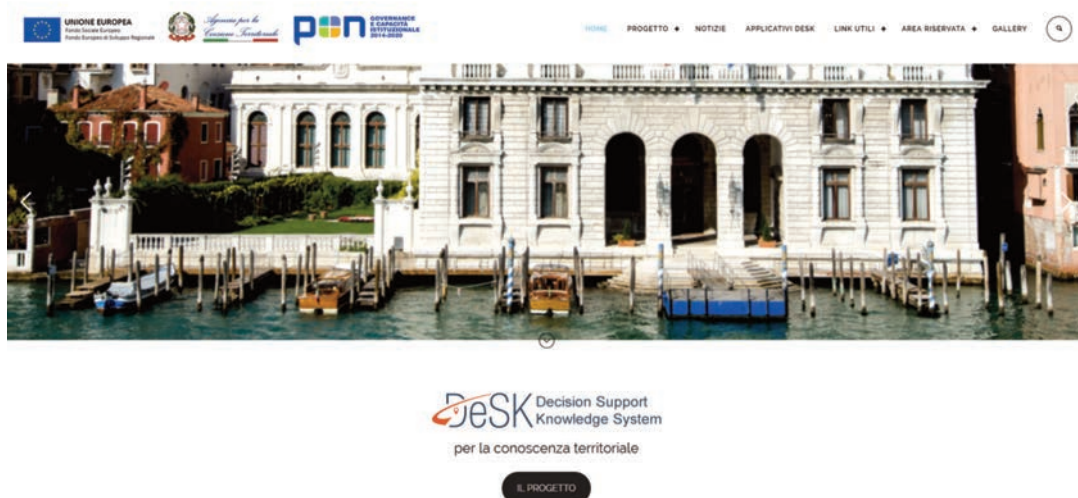 UNIONE EUROPEA
Fondo Sociale Europeo
Fondo Europeo di Sviluppo Regionale
Agenzia per la
Coesione Territoriale
pon
GOVERNANCE
E CAPACITÀ
ISTITUZIONALE
2014-2020
HOME PROGETTO + NOTIZIE APPLICATIVI DESK LINK UTILI + AREA RISERVATA + GALLERY
DeSK Decision Support
Knowledge System
per la conoscenza territoriale
IL PROGETTO